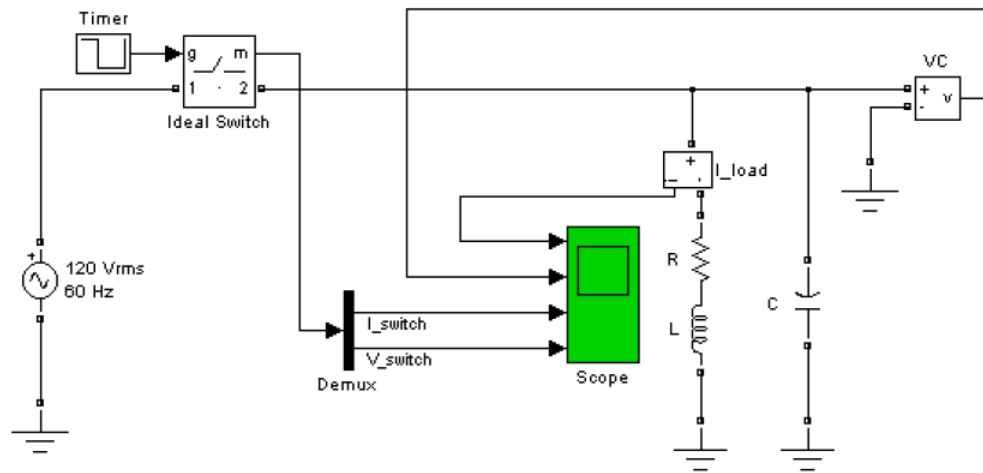 Timer
g m
1 2
Ideal Switch
VC
+
-
v
+
-
I_load
+
120 Vrms
60 Hz
R
L
C
I_switch
V_switch
Demux
Scope